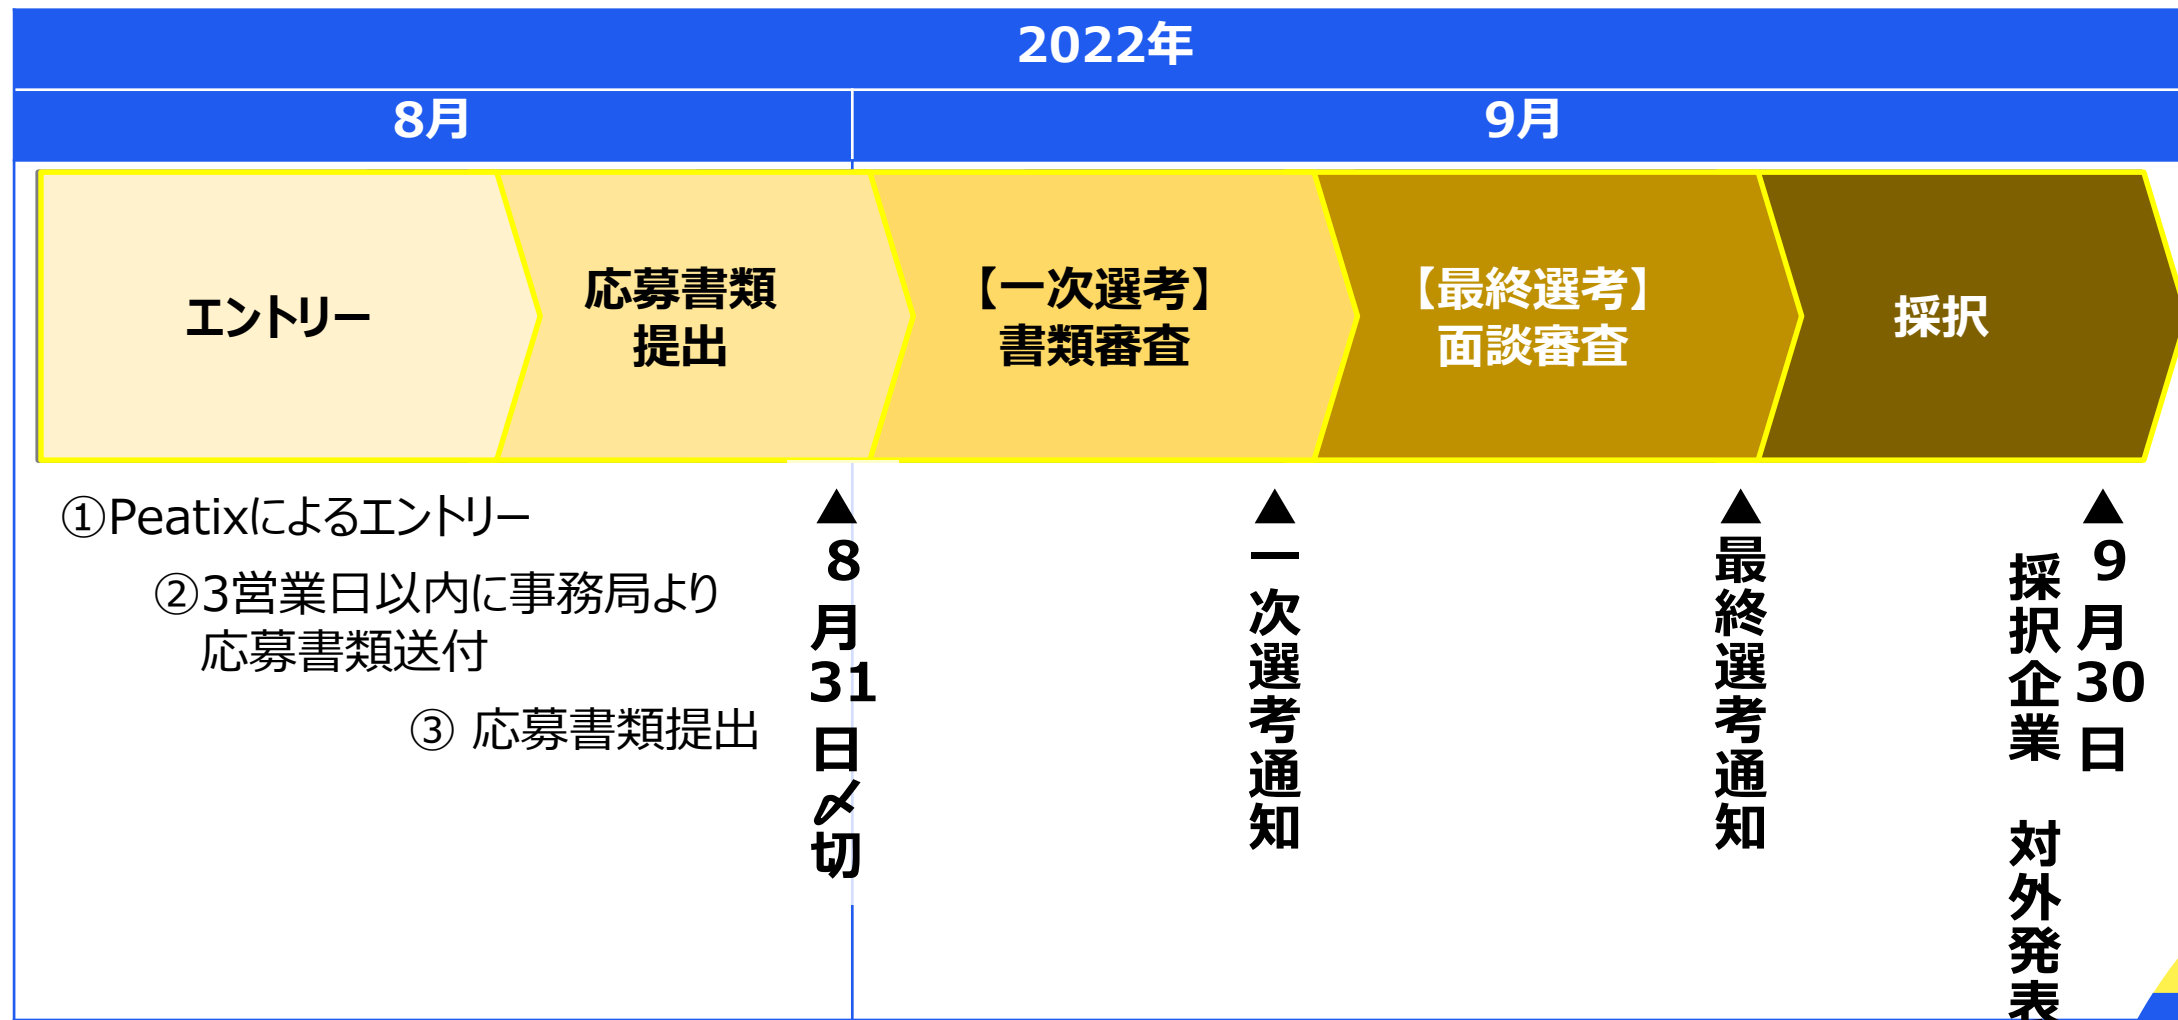 2022年
8月
9月
エントリー
応募書類
提出
【一次選考】
書類審査
【最終選考】
面談審査
採択
①Peatixによるエントリー
②3営業日以内に事務局より
応募書類送付
③ 応募書類提出
▲8月31日〆切
▲一次選考通知
▲最終選考通知
▲9月30日
採択企業　対外発表